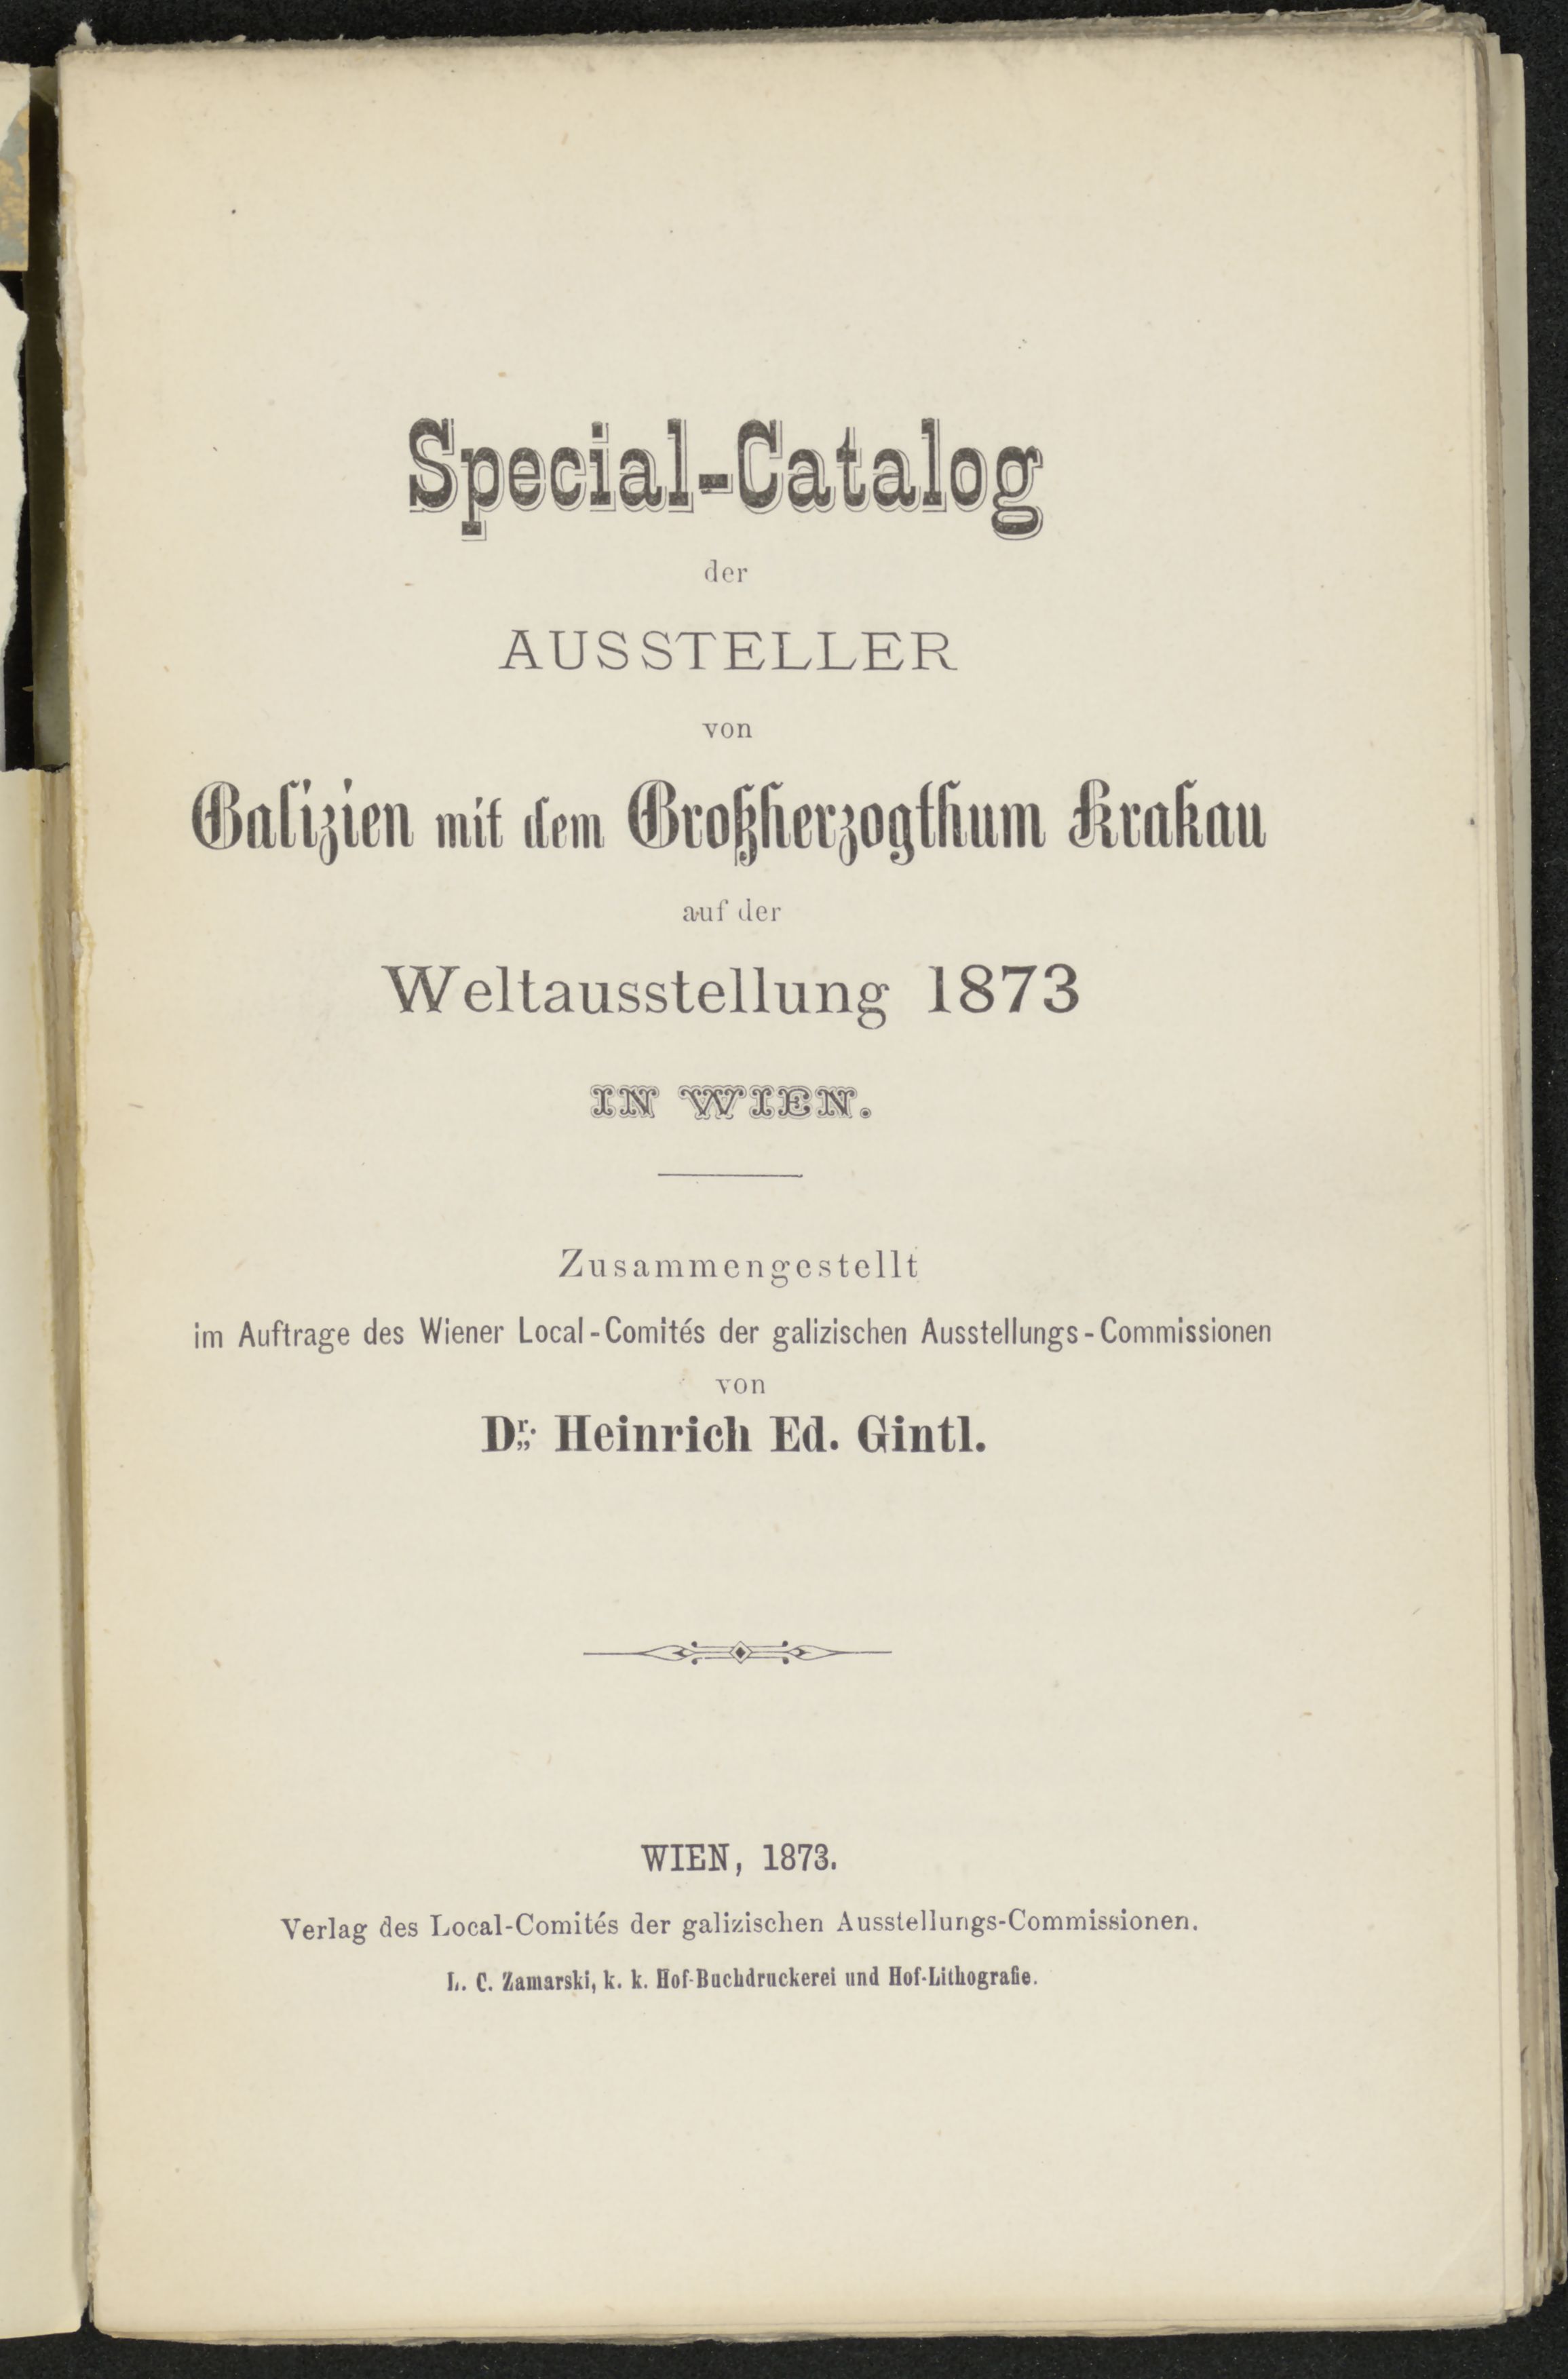 Special-Catalog
der
AUSSTELLER
von
Galizien mit dem Großherzogthum Krakau
auf der
Weltausstellung 1873
IN WIEN.
Zusammengestellt
im Auftrage des Wiener Local-Comités der galizischen Ausstellungs-Commissionen
von
Dr. Heinrich Ed. Gintl.
WIEN, 1873.
Verlag des Local-Comités der galizischen Ausstellungs-Commissionen.
L. C. Zamarski, k. k. Hof-Buchdruckerei und Hof-Lithografie.